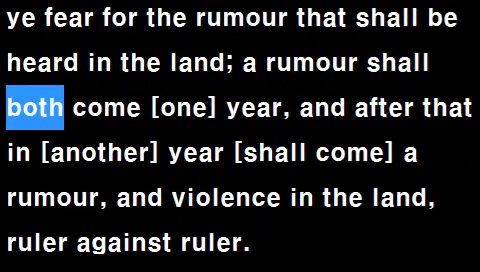 ye fear for the rumour that shall be
heard in the land; a rumour shall
both come [one] year, and after that
in [another] year [shall come] a
rumour, and violence in the land,
ruler against ruler.